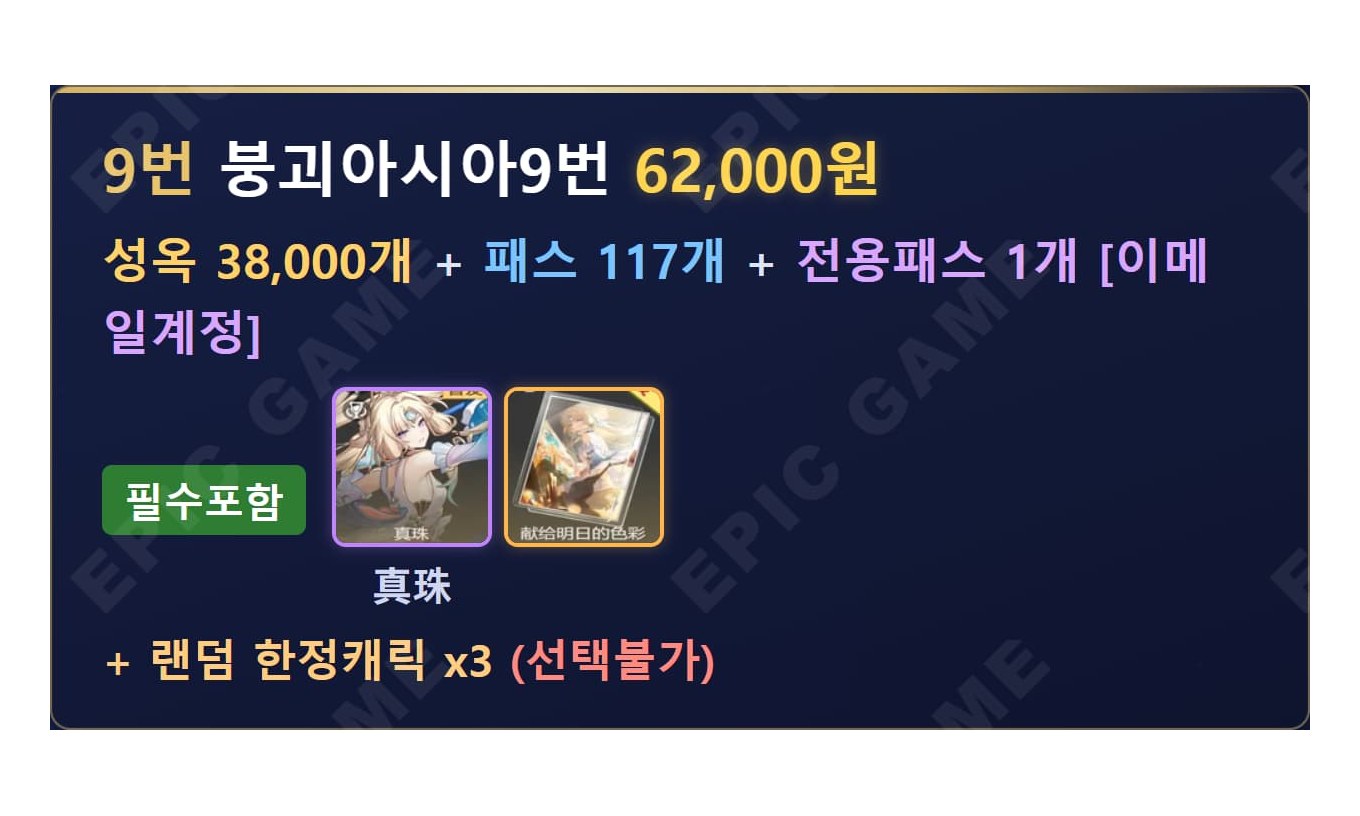 9번 붕괴아시아9번 62,000원
성옥 38,000개 + 패스 117개 + 전용패스 1개 [이메
일계정]
필수포함
真珠
献给明日的色彩
真珠
+ 랜덤 한정캐릭 x3 (선택불가)
EPIC GAME